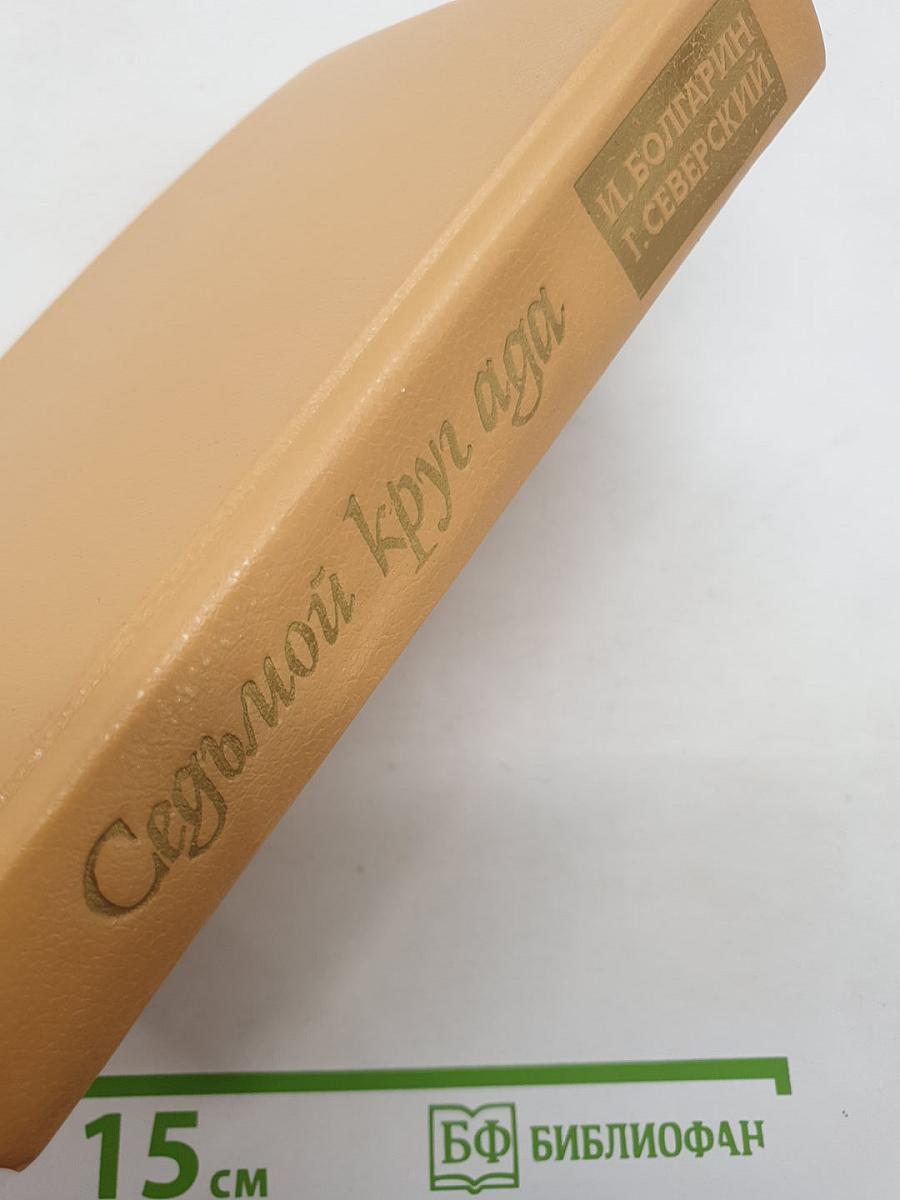 И. БОЛГАРИН
Г. СЕВЕРСКИЙ
Седьмой круг ада
15 см
БФ БИБЛИОФАН